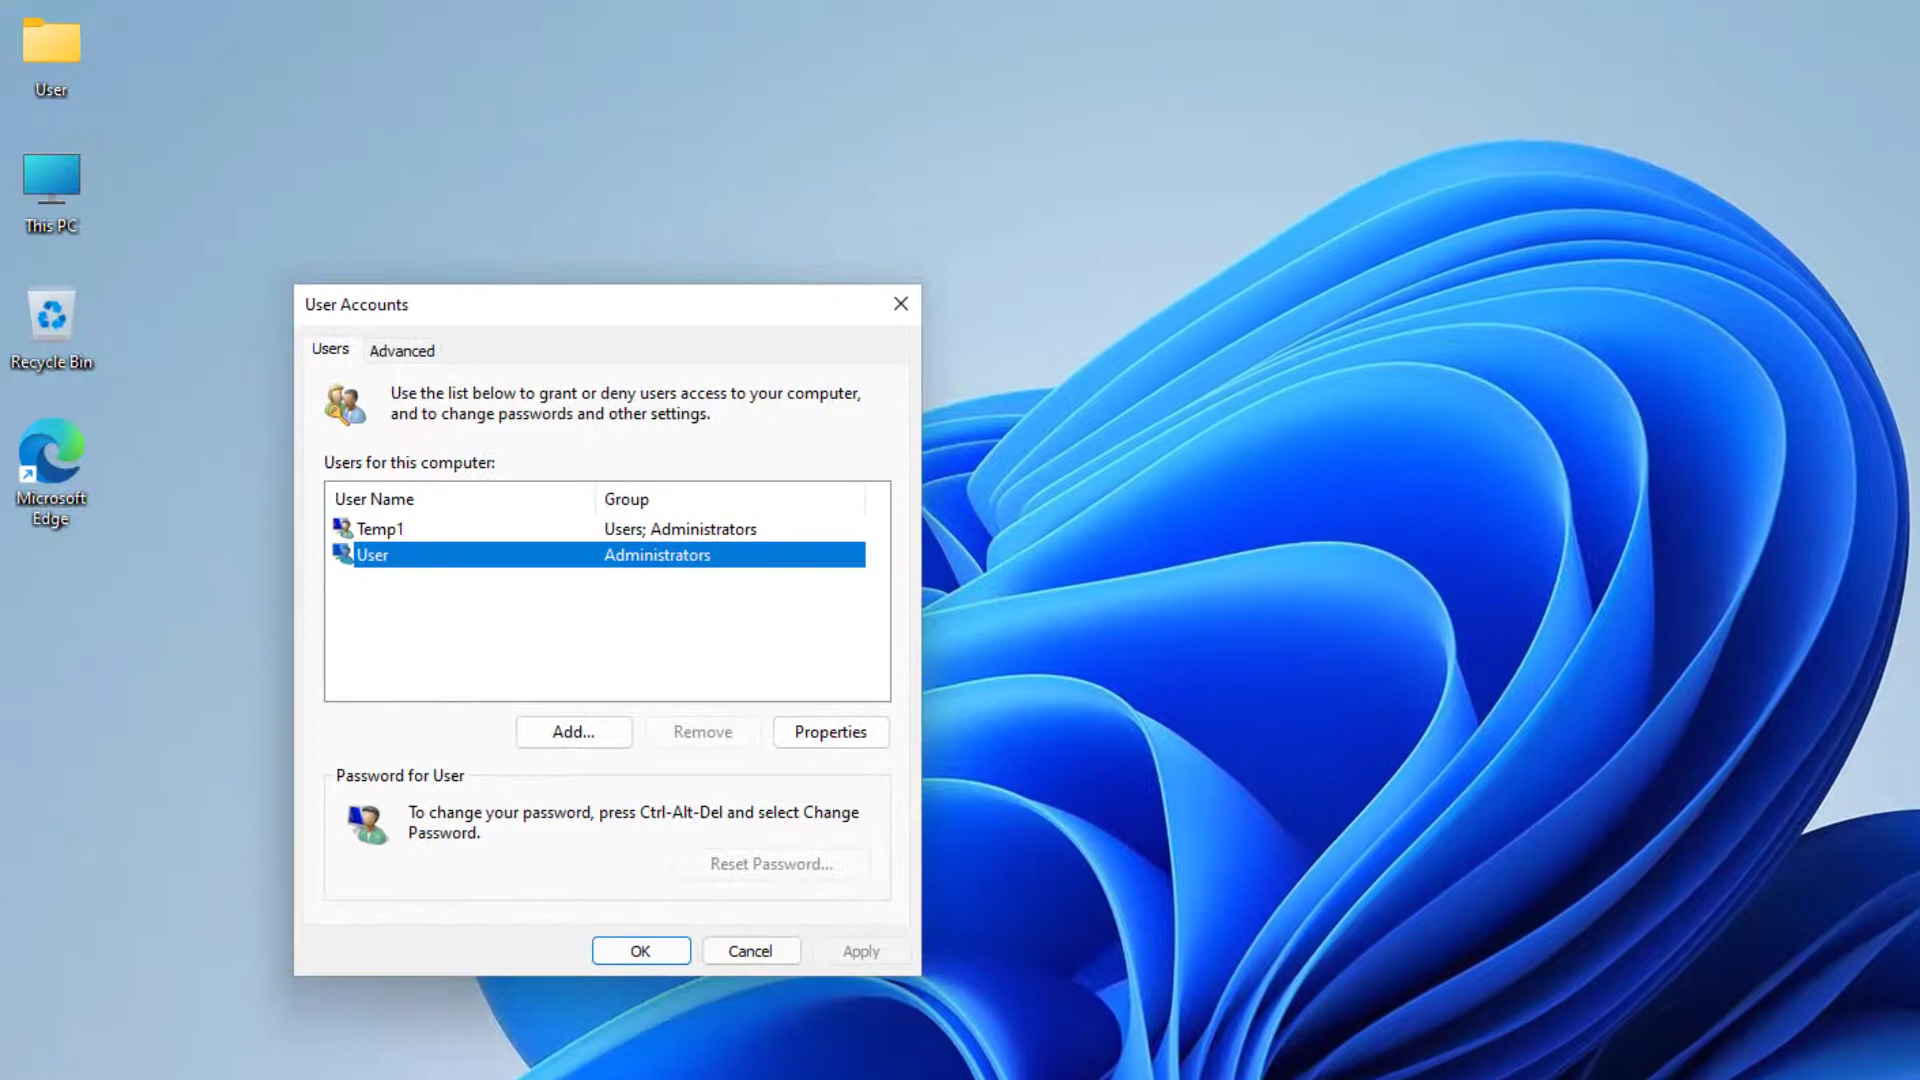 User
This PC
Recycle Bin
Microsoft
Edge
User Accounts
Users
Advanced
Use the list below to grant or deny users access to your computer,
and to change passwords and other settings.
Users for this computer:
User Name
Group
Temp1
Users; Administrators
User
Administrators
Add...
Remove
Properties
Password for User
To change your password, press Ctrl-Alt-Del and select Change
Password.
Reset Password...
OK
Cancel
Apply